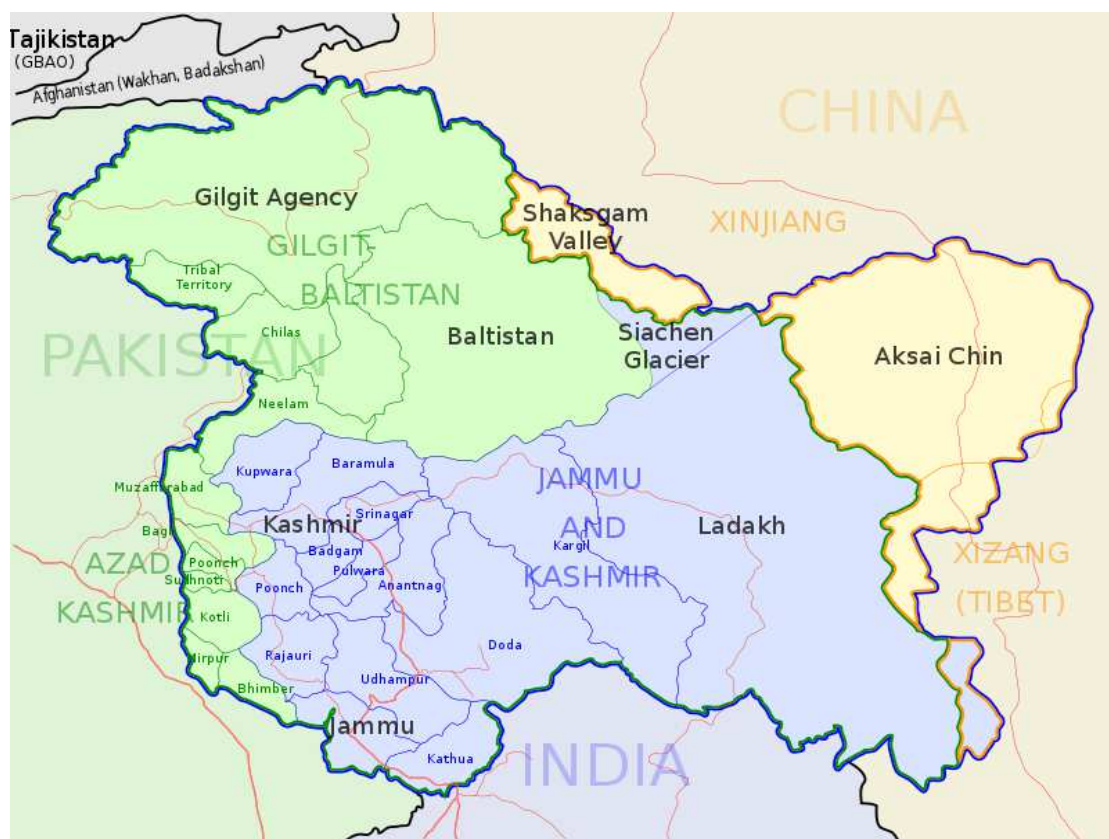 Tajikistan
(GBAO)
Afghanistan (Wakhan, Badakshan)
CHINA
Gilgit Agency
Shaksgam
Valley
XINJIANG
GILGIT-
BALTISTAN
Tribal
Territory
Chilas
PAKISTAN
Baltistan
Siachen
Glacier
Aksai Chin
Neelam
Kupwara
Baramula
JAMMU
AND
KASHMIR
Muzaffarabad
Kashmir
Srinagar
Ladakh
Bagh
Badgam
Kargil
XIZANG
(TIBET)
AZAD
KASHMIR
Poonch
Sudhnoti
Pulwara
Poonch
Anantnag
Kotli
Doda
Mirpur
Rajauri
Udhampur
Bhimber
Jammu
Kathua
INDIA